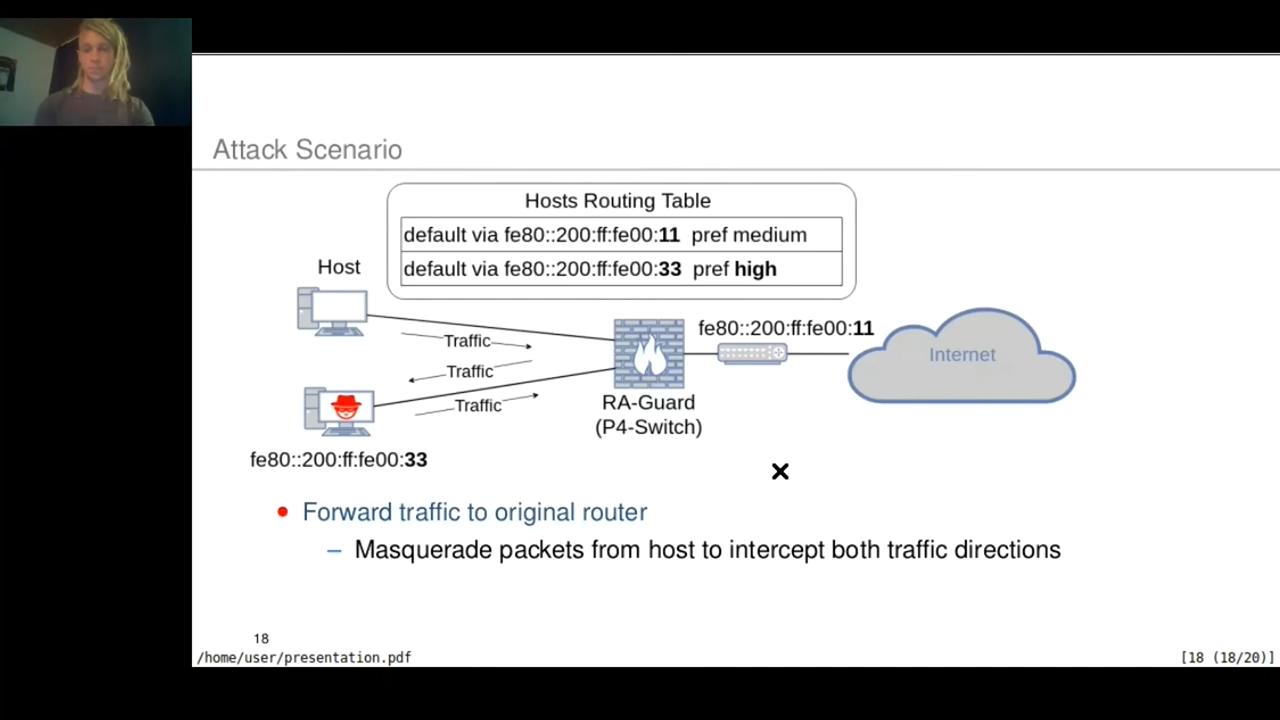 Attack Scenario
Hosts Routing Table
default via fe80::200:ff:fe00:11 pref medium
default via fe80::200:ff:fe00:33 pref high
Host
fe80::200:ff:fe00:11
Traffic
Internet
Traffic
Traffic
RA-Guard
(P4-Switch)
fe80::200:ff:fe00:33
• Forward traffic to original router
– Masquerade packets from host to intercept both traffic directions
18
/home/user/presentation.pdf
[18 (18/20)]